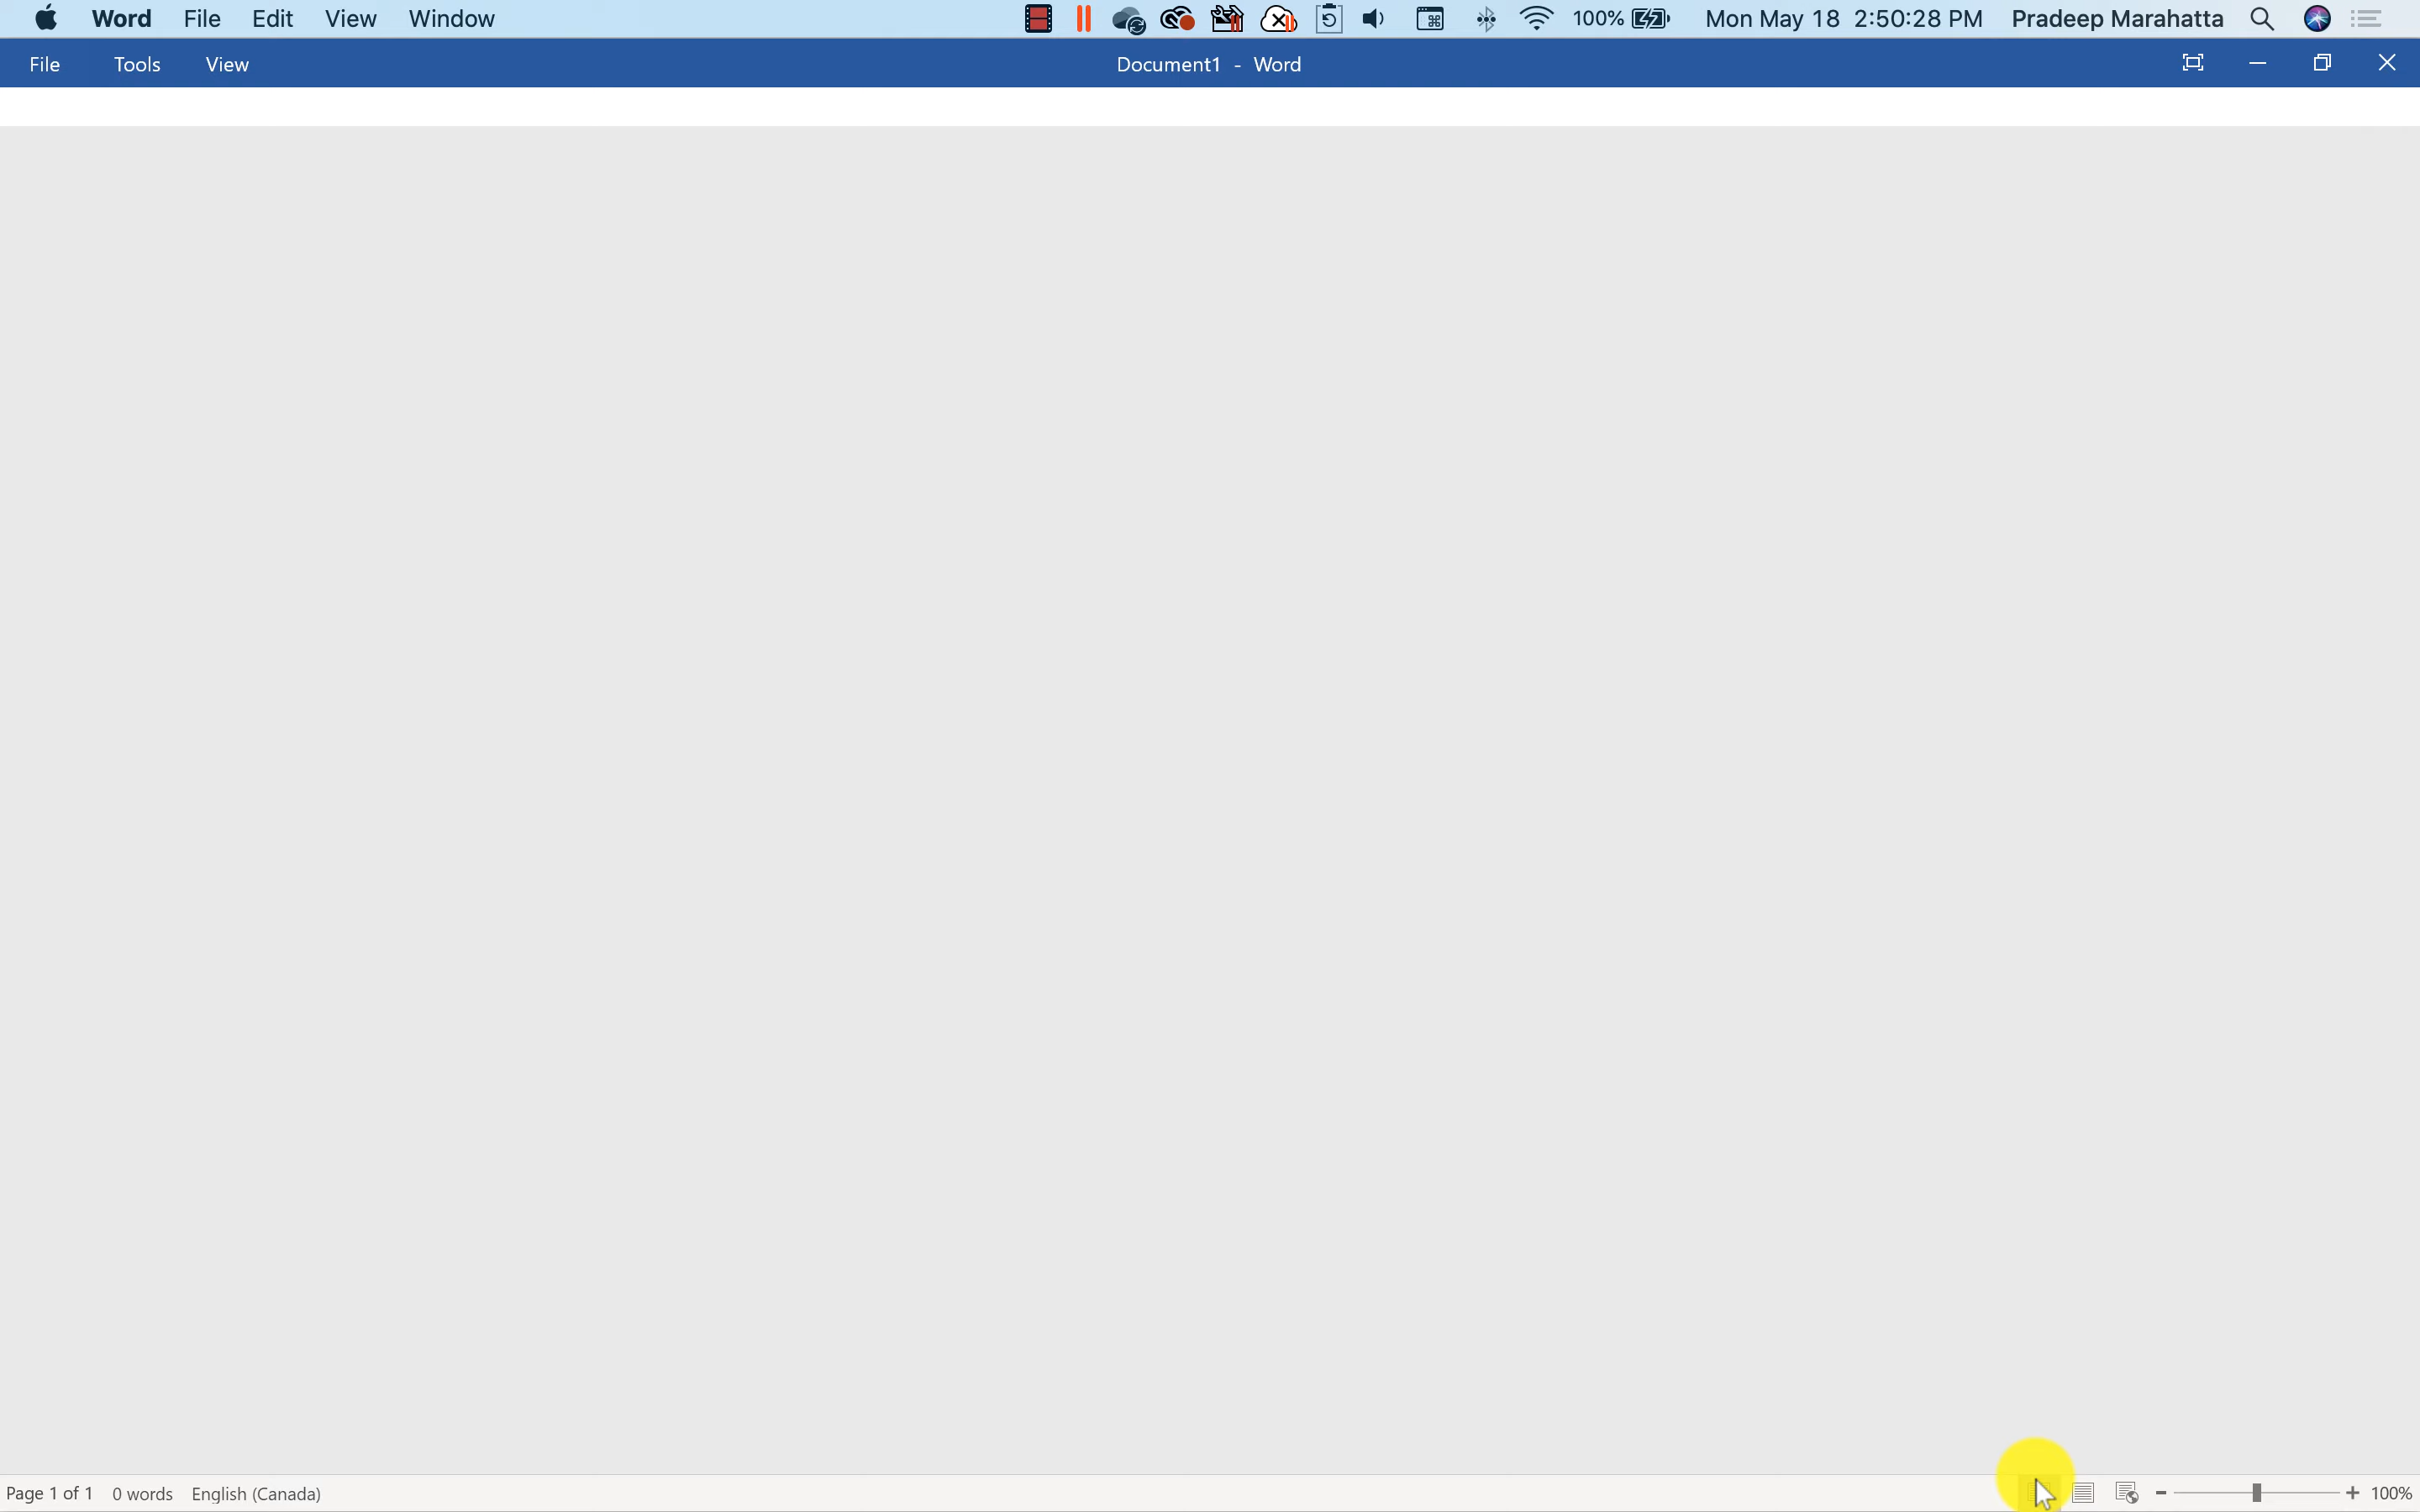 Word File Edit View Window 100% Mon May 18 2:50:28 PM Pradeep Marahatta
File Tools View Document1 - Word
Page 1 of 1 0 words English (Canada) 100%